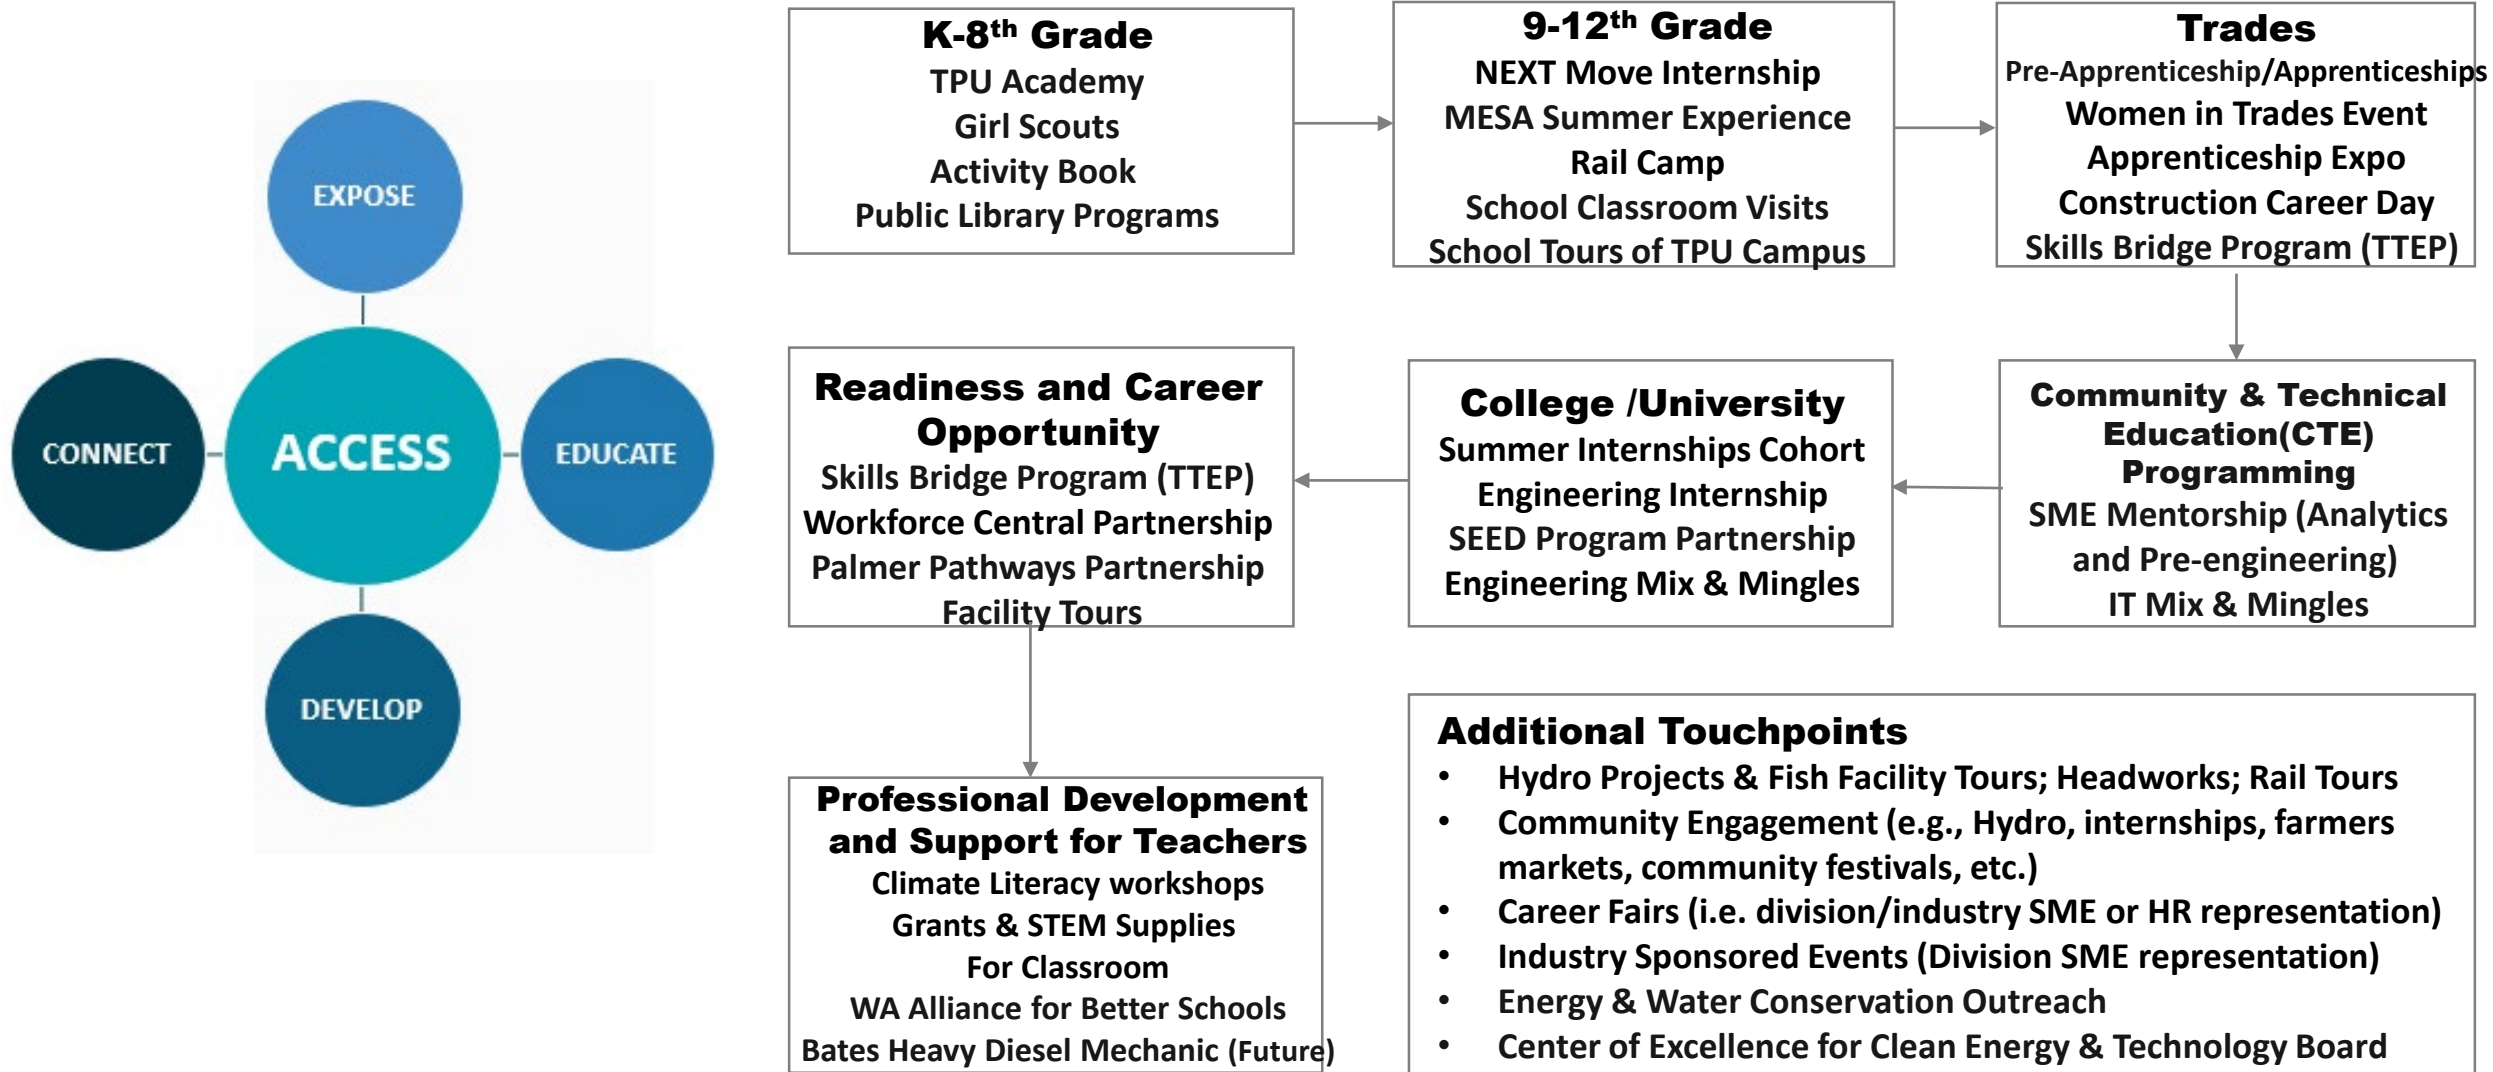 EXPOSE
CONNECT
ACCESS
EDUCATE
DEVELOP
K-8th Grade
TPU Academy
Girl Scouts
Activity Book
Public Library Programs
9-12th Grade
NEXT Move Internship
MESA Summer Experience
Rail Camp
School Classroom Visits
School Tours of TPU Campus
Trades
Pre-Apprenticeship/Apprenticeships
Women in Trades Event
Apprenticeship Expo
Construction Career Day
Skills Bridge Program (TTEP)
Community & Technical
Education(CTE)
Programming
SME Mentorship (Analytics
and Pre-engineering)
IT Mix & Mingles
College /University
Summer Internships Cohort
Engineering Internship
SEED Program Partnership
Engineering Mix & Mingles
Readiness and Career
Opportunity
Skills Bridge Program (TTEP)
Workforce Central Partnership
Palmer Pathways Partnership
Facility Tours
Professional Development
and Support for Teachers
Climate Literacy workshops
Grants & STEM Supplies
For Classroom
WA Alliance for Better Schools
Bates Heavy Diesel Mechanic (Future)
Additional Touchpoints
• Hydro Projects & Fish Facility Tours; Headworks; Rail Tours
• Community Engagement (e.g., Hydro, internships, farmers
markets, community festivals, etc.)
• Career Fairs (i.e. division/industry SME or HR representation)
• Industry Sponsored Events (Division SME representation)
• Energy & Water Conservation Outreach
• Center of Excellence for Clean Energy & Technology Board